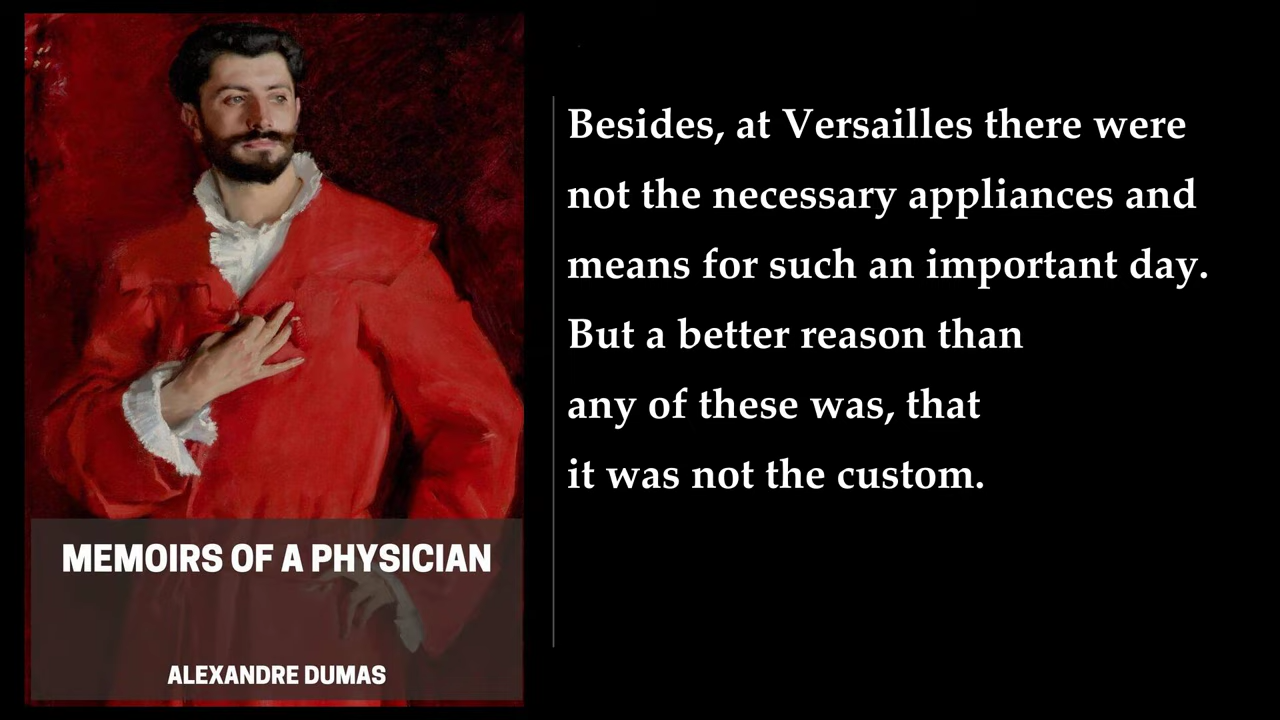 Besides, at Versailles there were
not the necessary appliances and
means for such an important day.
But a better reason than
any of these was, that
it was not the custom.
MEMOIRS OF A PHYSICIAN
ALEXANDRE DUMAS